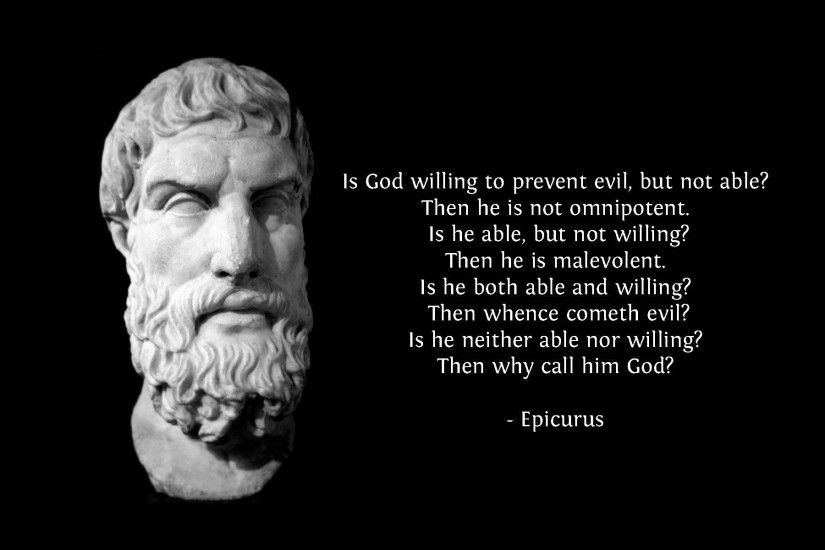 Is God willing to prevent evil, but not able?
Then he is not omnipotent.
Is he able, but not willing?
Then he is malevolent.
Is he both able and willing?
Then whence cometh evil?
Is he neither able nor willing?
Then why call him God?
- Epicurus